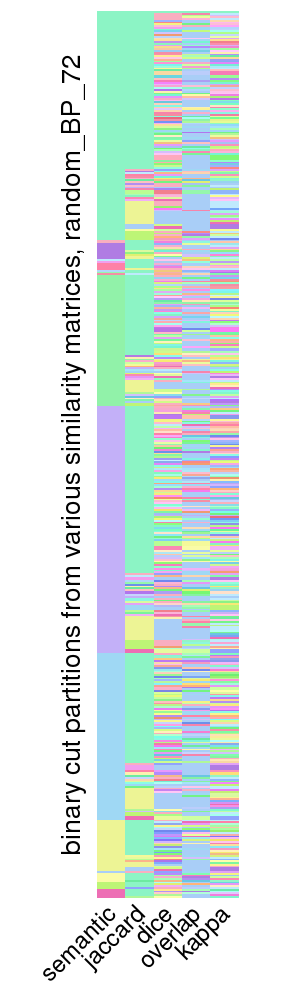 binary cut partitions from various similarity matrices, random_BP_72
semantic
jaccard
dice
overlap
kappa